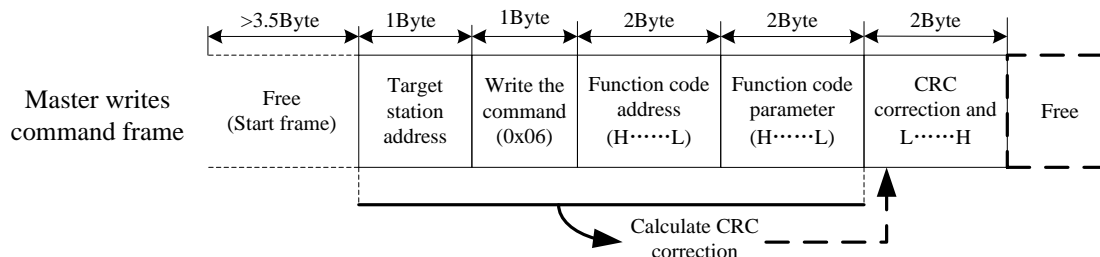 >3.5Byte 1Byte 1Byte 2Byte 2Byte 2Byte
Master writes
command frame
Free
(Start frame)
Target
station
address
Write the
command
(0x06)
Function code
address
(H······L)
Function code
parameter
(H······L)
CRC
correction and
L······H
Free
Calculate CRC
correction